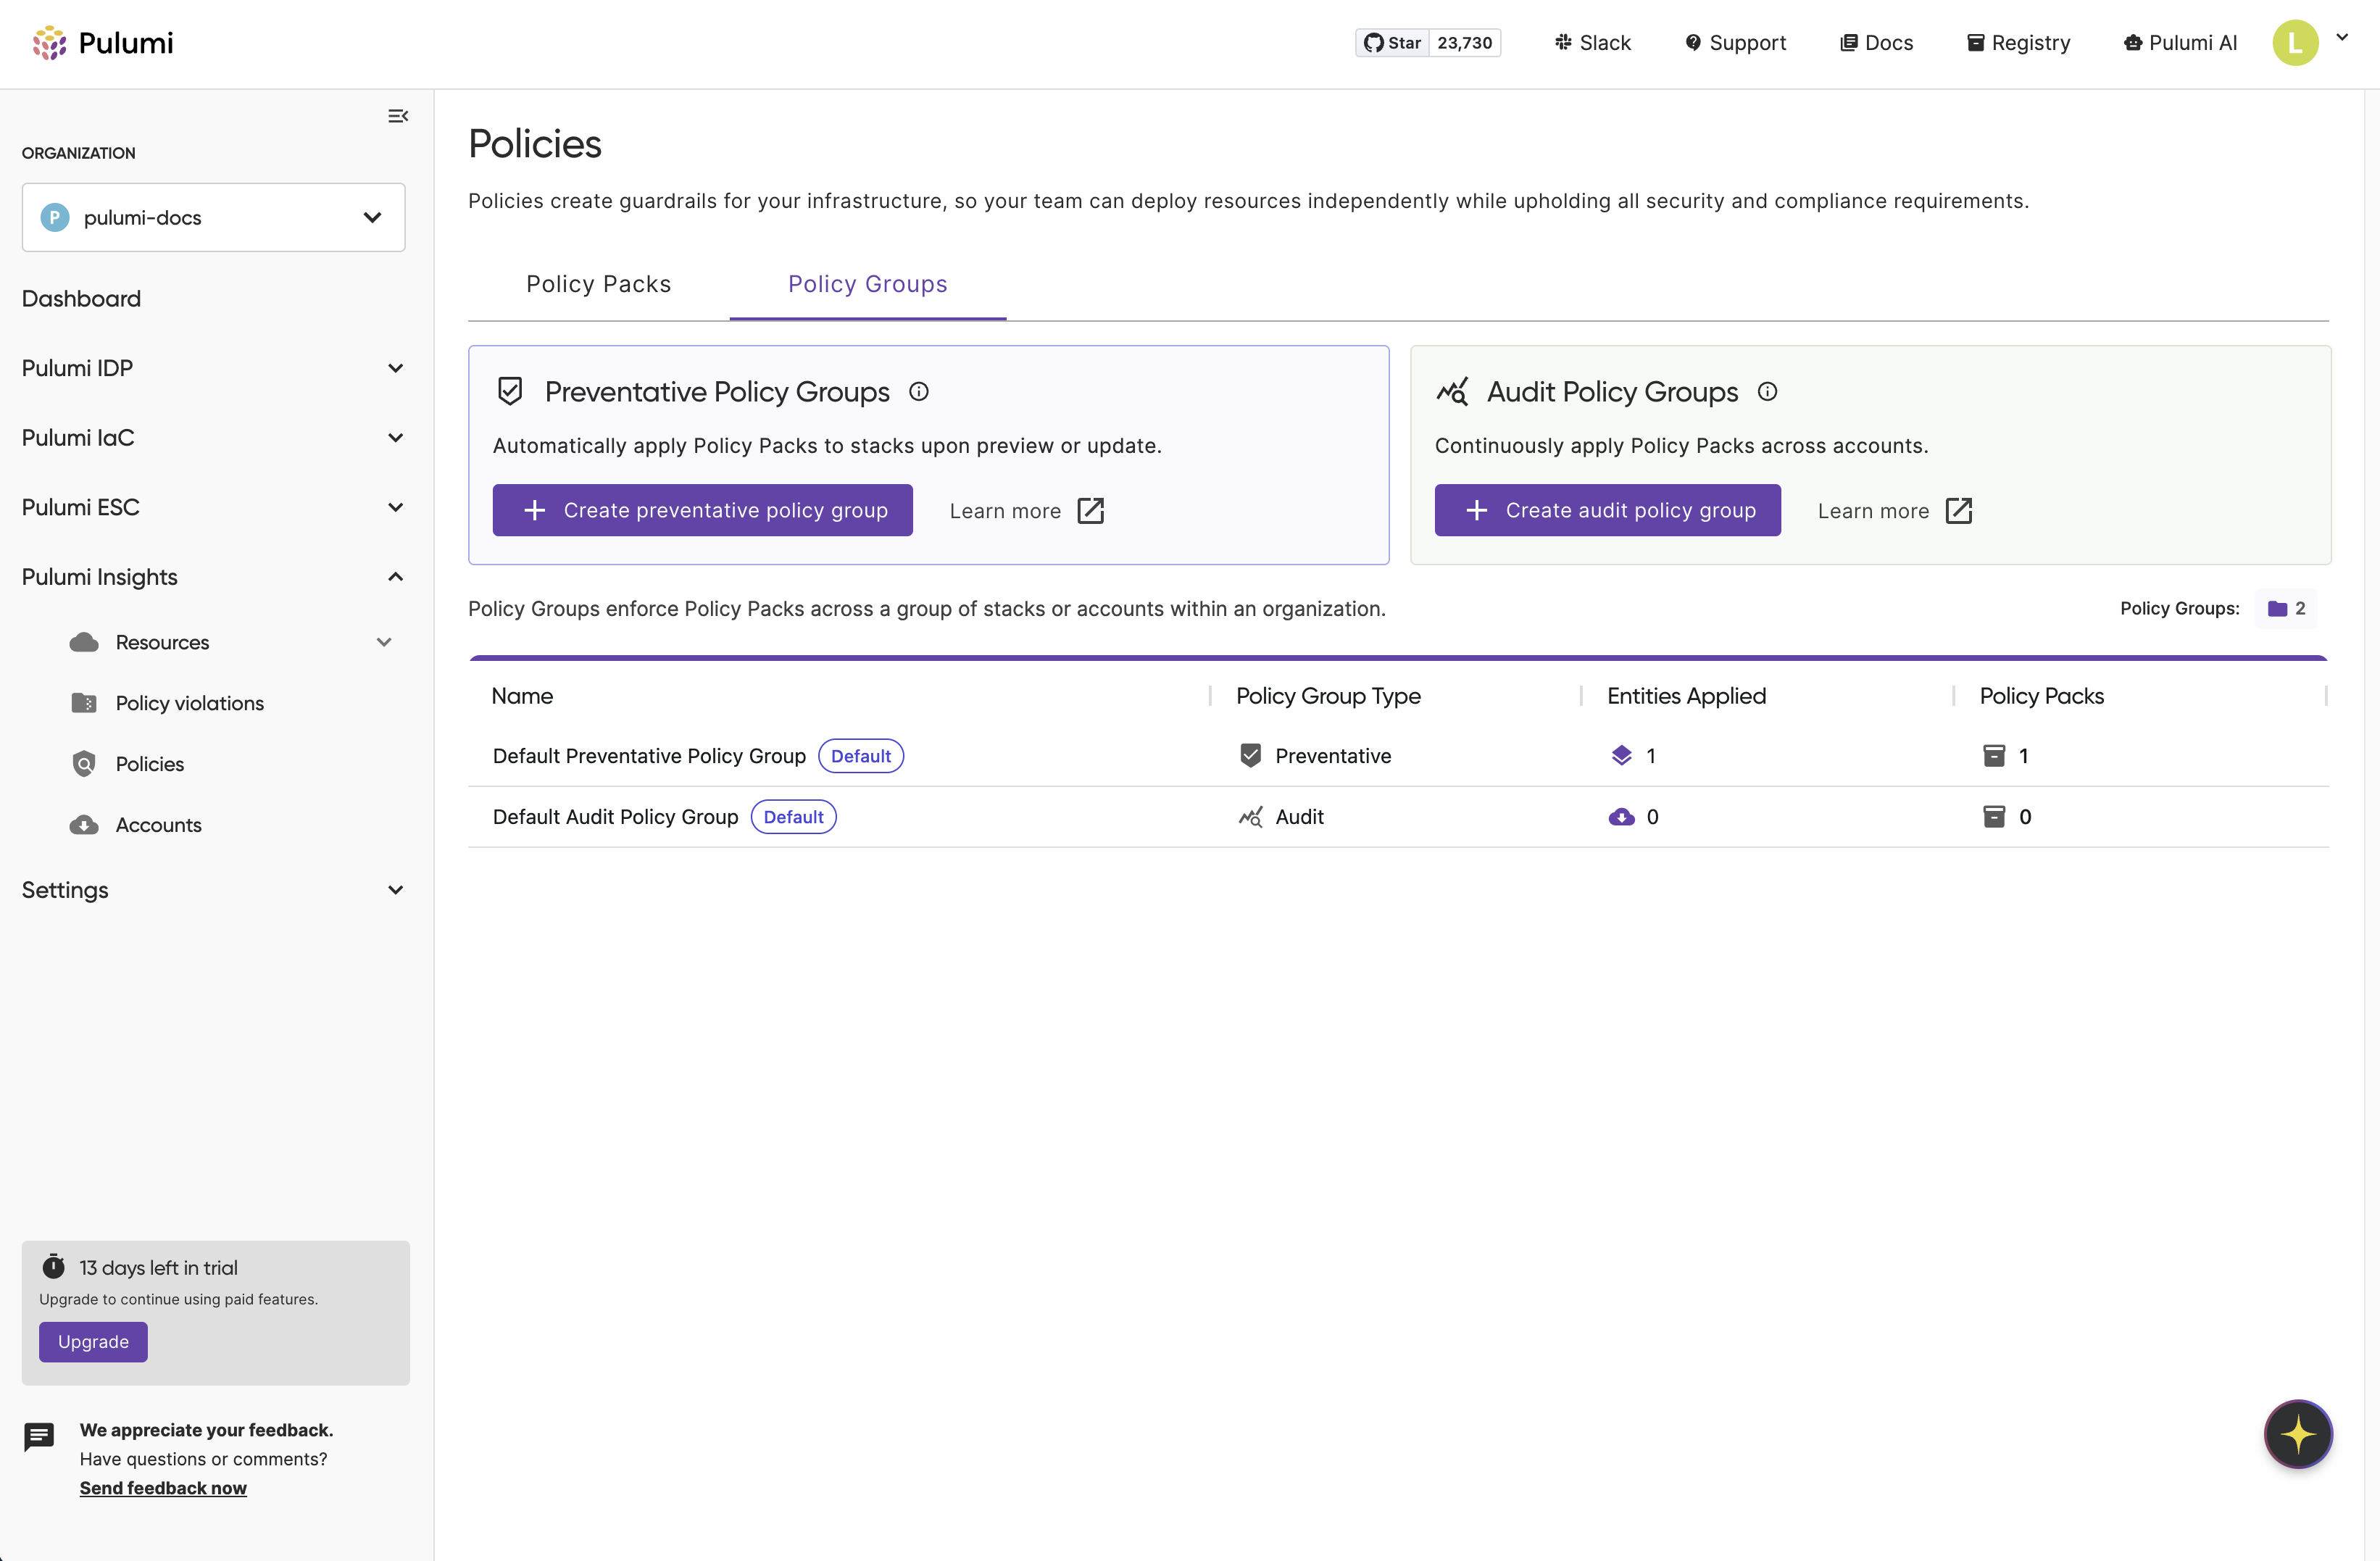 Pulumi
Star 23,730
Slack
Support
Docs
Registry
Pulumi AI
L
ORGANIZATION
P pulumi-docs
Dashboard
Pulumi IDP
Pulumi IaC
Pulumi ESC
Pulumi Insights
Resources
Policy violations
Policies
Accounts
Settings
13 days left in trial
Upgrade to continue using paid features.
Upgrade
We appreciate your feedback.
Have questions or comments?
Send feedback now
Policies
Policies create guardrails for your infrastructure, so your team can deploy resources independently while upholding all security and compliance requirements.
Policy Packs
Policy Groups
Preventative Policy Groups
Automatically apply Policy Packs to stacks upon preview or update.
Create preventative policy group
Learn more
Audit Policy Groups
Continuously apply Policy Packs across accounts.
Create audit policy group
Learn more
Policy Groups enforce Policy Packs across a group of stacks or accounts within an organization.
Policy Groups: 2
Name Policy Group Type Entities Applied Policy Packs
Default Preventative Policy Group Default Preventative 1 1
Default Audit Policy Group Default Audit 0 0